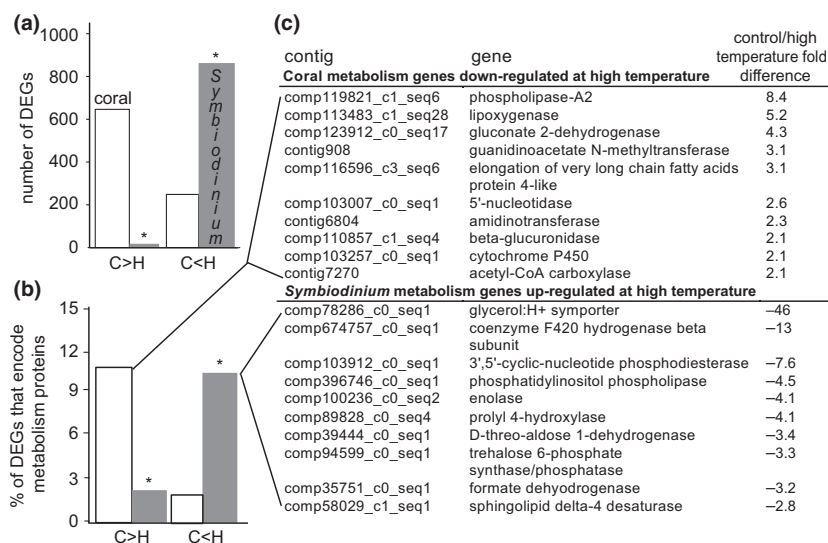 (a)
number of DEGs
1000
800
600
400
200
0
coral
*
*
Symbiodinium
C>H
C<H
(b)
% of DEGs that encode
metabolism proteins
15
12
9
6
3
0
*
*
C>H
C<H
(c)
contig gene control/high
temperature fold
difference
Coral metabolism genes down-regulated at high temperature
comp119821_c1_seq6 phospholipase-A2 8.4
comp113483_c1_seq28 lipoxygenase 5.2
comp123912_c0_seq17 gluconate 2-dehydrogenase 4.3
contig908 guanidinoacetate N-methyltransferase 3.1
comp116596_c3_seq6 elongation of very long chain fatty acids 3.1
protein 4-like
comp103007_c0_seq1 5'-nucleotidase 2.6
contig6804 amidinotransferase 2.3
comp110857_c1_seq4 beta-glucuronidase 2.1
comp103257_c0_seq1 cytochrome P450 2.1
contig7270 acetyl-CoA carboxylase 2.1
Symbiodinium metabolism genes up-regulated at high temperature
comp78286_c0_seq1 glycerol:H+ symporter –46
comp674757_c0_seq1 coenzyme F420 hydrogenase beta –13
subunit
comp103912_c0_seq1 3',5'-cyclic-nucleotide phosphodiesterase –7.6
comp396746_c0_seq1 phosphatidylinositol phospholipase –4.5
comp100236_c0_seq2 enolase –4.1
comp89828_c0_seq4 prolyl 4-hydroxylase –4.1
comp39444_c0_seq1 D-threo-aldose 1-dehydrogenase –3.4
comp94599_c0_seq1 trehalose 6-phosphate –3.3
synthase/phosphatase
comp35751_c0_seq1 formate dehyodrogenase –3.2
comp58029_c1_seq1 sphingolipid delta-4 desaturase –2.8